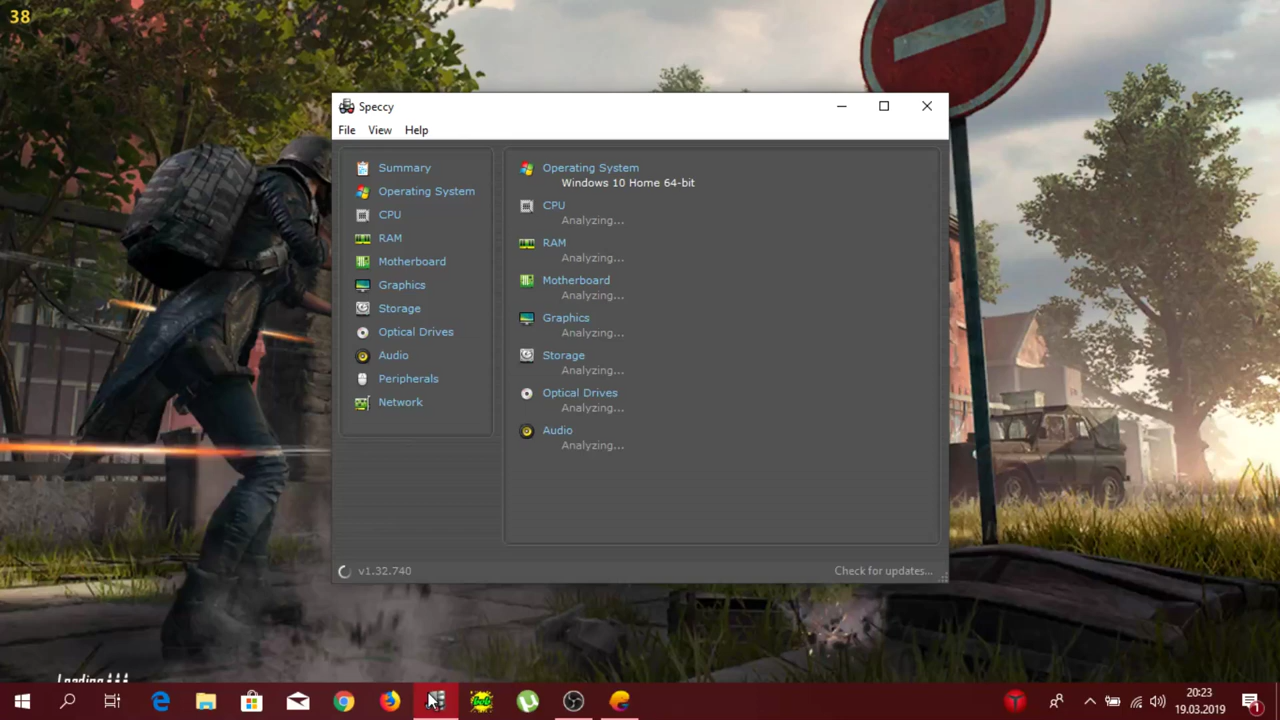 38
Speccy
File View Help
Summary
Operating System
CPU
RAM
Motherboard
Graphics
Storage
Optical Drives
Audio
Peripherals
Network
Operating System
Windows 10 Home 64-bit
CPU
Analyzing...
RAM
Analyzing...
Motherboard
Analyzing...
Graphics
Analyzing...
Storage
Analyzing...
Optical Drives
Analyzing...
Audio
Analyzing...
v1.32.740
Check for updates...
Loading
20:23
19.03.2019
1